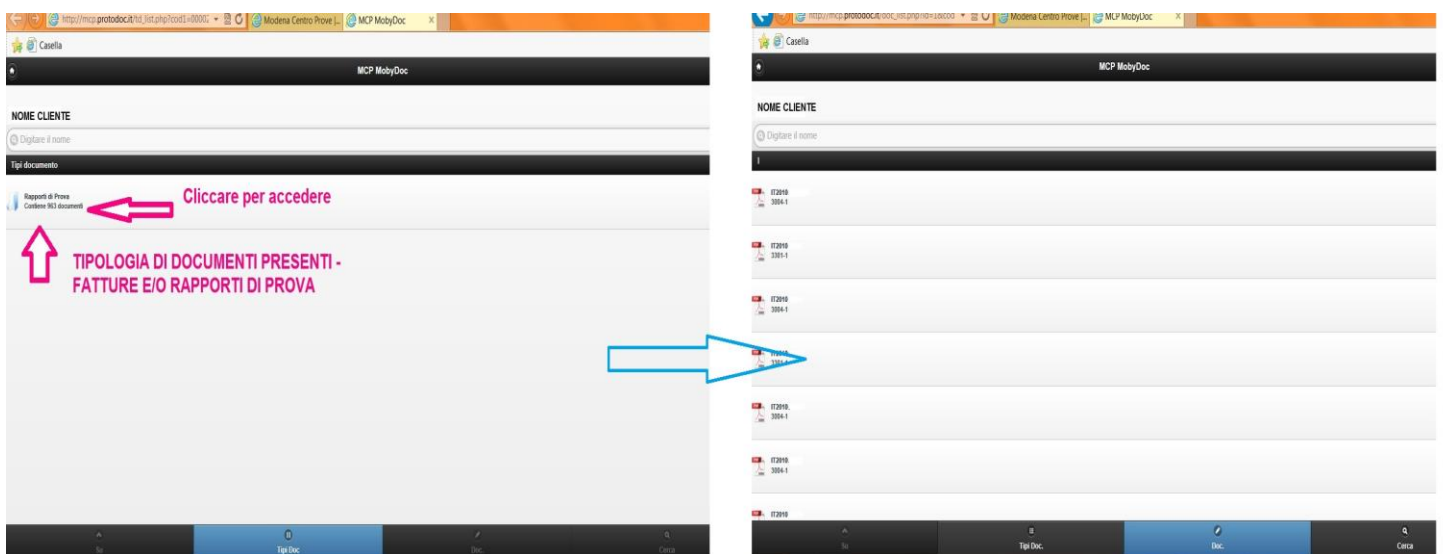 http://mcp.protodoc.it/td_list.php?cod1=0000
Modena Centro Prove |...
MCP MobyDoc
X
Casella
MCP MobyDoc
NOME CLIENTE
Digitare il nome
Tipi documento
Rapporti di Prova
Contiene 963 documenti
Cliccare per accedere
TIPOLOGIA DI DOCUMENTI PRESENTI -
FATTURE E/O RAPPORTI DI PROVA
Su
Tipi Doc
Doc.
Cerca
http://mcp.protodoc.it/doc_list.php?id=1&cod
Modena Centro Prove |...
MCP MobyDoc
X
Casella
MCP MobyDoc
NOME CLIENTE
Digitare il nome
I
IT2010
3004-1
IT2010
3301-1
IT2010
3004-1
IT2010.
3004-1
IT2010.
3004-1
IT2010
Su
Tipi Doc.
Doc.
Cerca